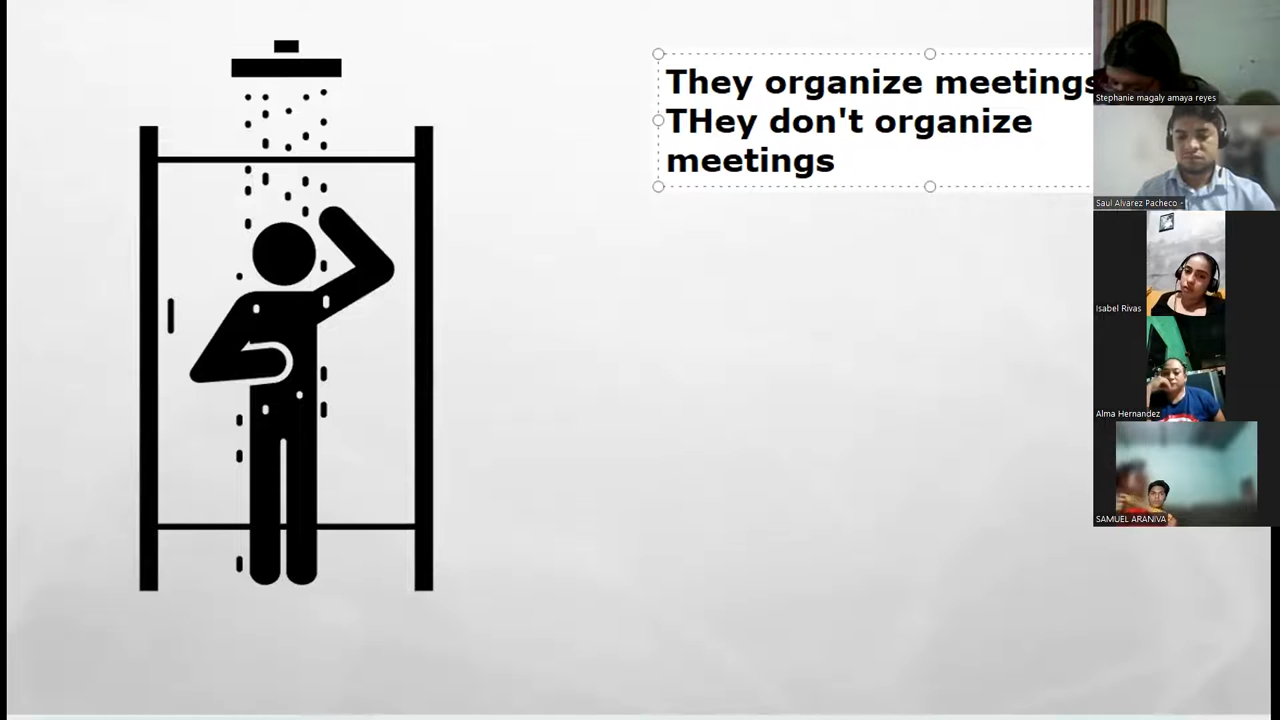 They organize meetings
THey don't organize
meetings
Stephanie magaly amaya reyes
Saul Alvarez Pacheco -
Isabel Rivas
Alma Hernandez
SAMUEL ARANIVA